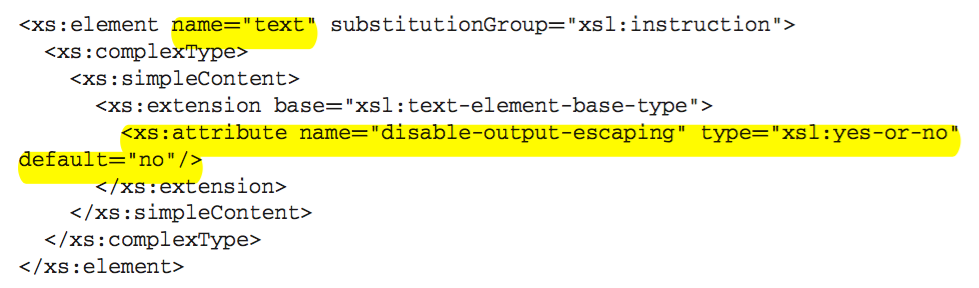 <xs:element name="text" substitutionGroup="xsl:instruction">
<xs:complexType>
<xs:simpleContent>
<xs:extension base="xsl:text-element-base-type">
<xs:attribute name="disable-output-escaping" type="xsl:yes-or-no"
default="no"/>
</xs:extension>
</xs:simpleContent>
</xs:complexType>
</xs:element>